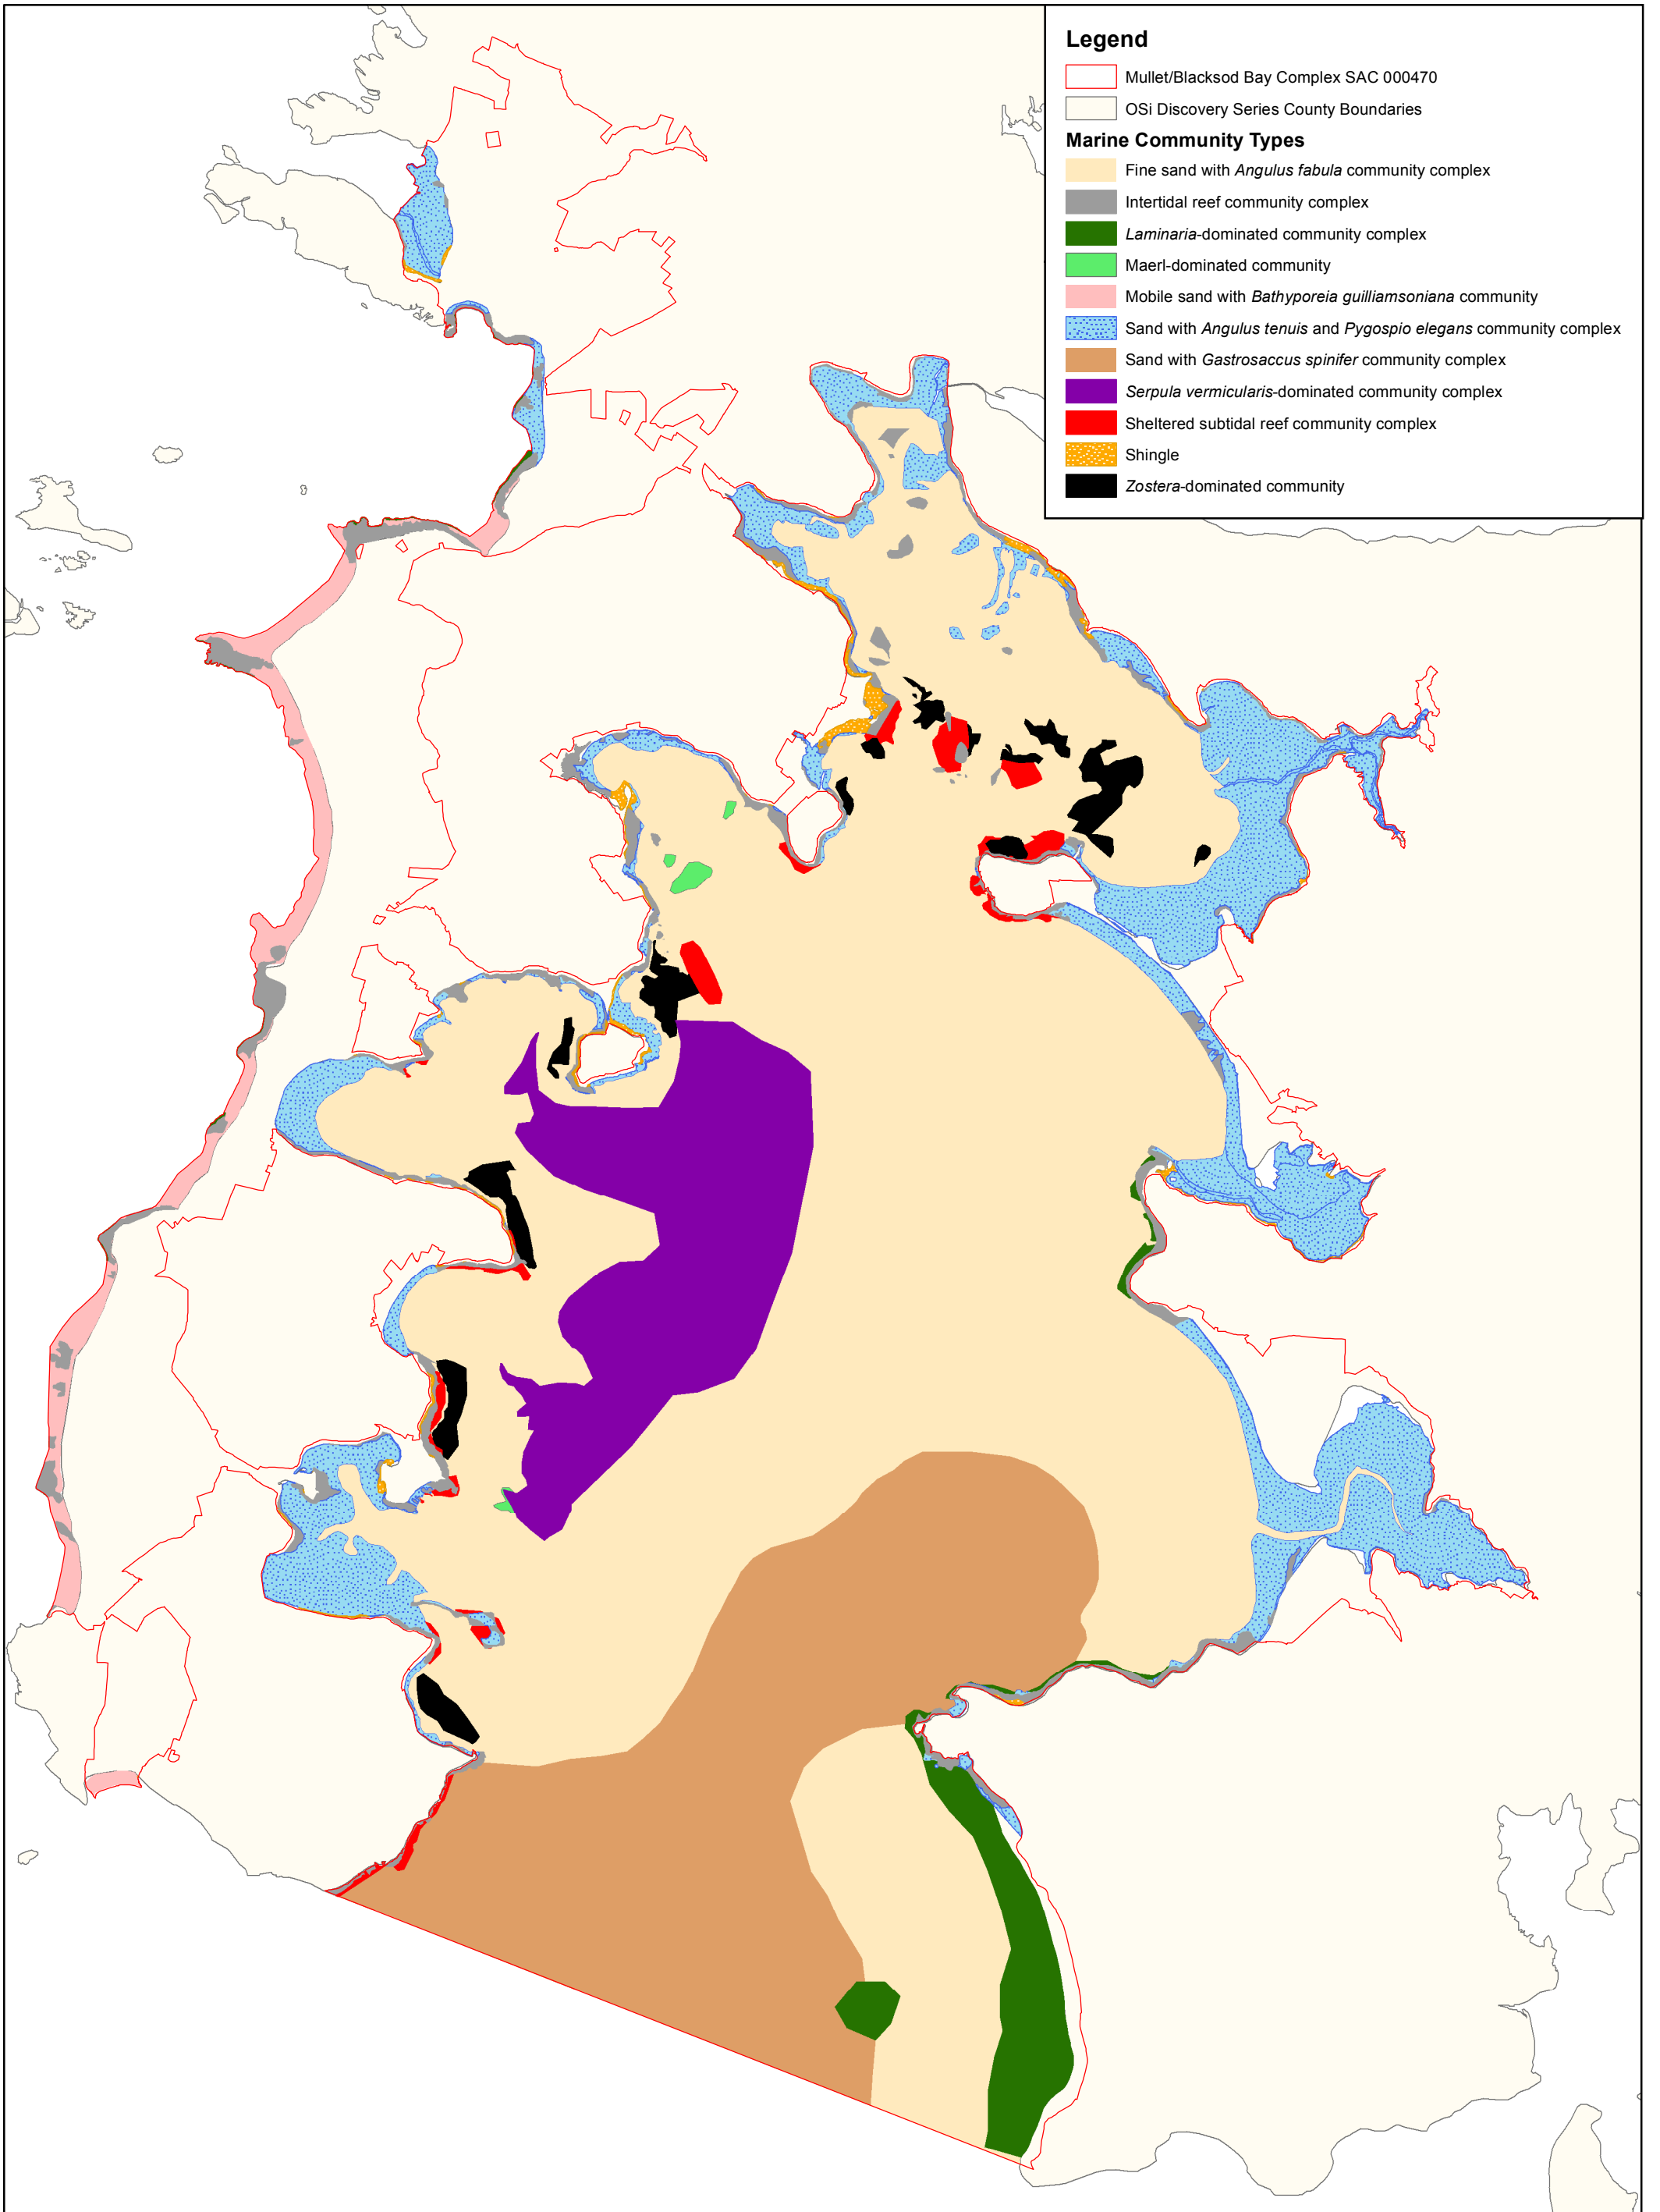 Legend
Mullet/Blacksod Bay Complex SAC 000470
OSi Discovery Series County Boundaries
Marine Community Types
Fine sand with Angulus fabula community complex
Intertidal reef community complex
Laminaria-dominated community complex
Maerl-dominated community
Mobile sand with Bathyporeia guilliamsoniana community
Sand with Angulus tenuis and Pygospio elegans community complex
Sand with Gastrosaccus spinifer community complex
Serpula vermicularis-dominated community complex
Sheltered subtidal reef community complex
Shingle
Zostera-dominated community